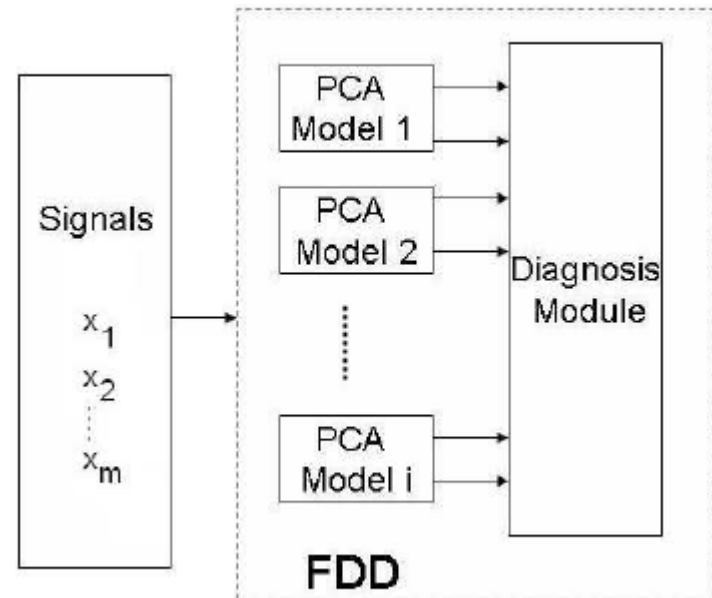 Signals
x1
x2
xm
PCA
Model 1
PCA
Model 2
PCA
Model i
Diagnosis
Module
FDD